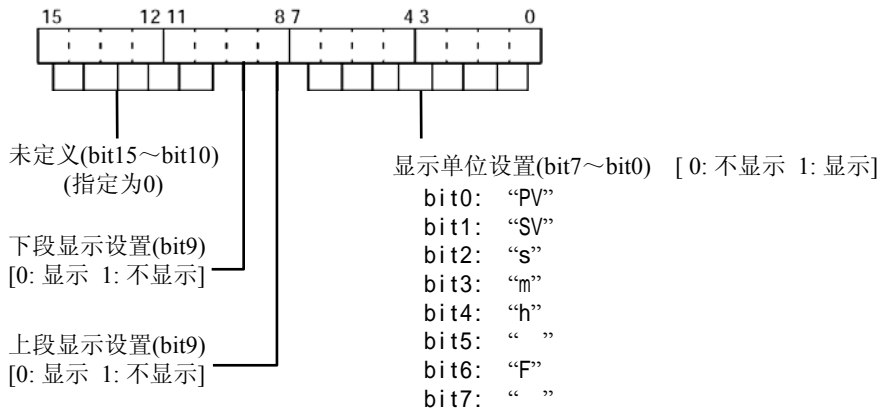 15 12 11 8 7 4 3 0
未定义(bit15～bit10)
(指定为0)
下段显示设置(bit9)
[0: 显示 1: 不显示]
上段显示设置(bit9)
[0: 显示 1: 不显示]
显示单位设置(bit7～bit0) [ 0: 不显示 1: 显示]
bit0: “PV”
bit1: “SV”
bit2: “s”
bit3: “m”
bit4: “h”
bit5: “ ”
bit6: “F”
bit7: “ ”